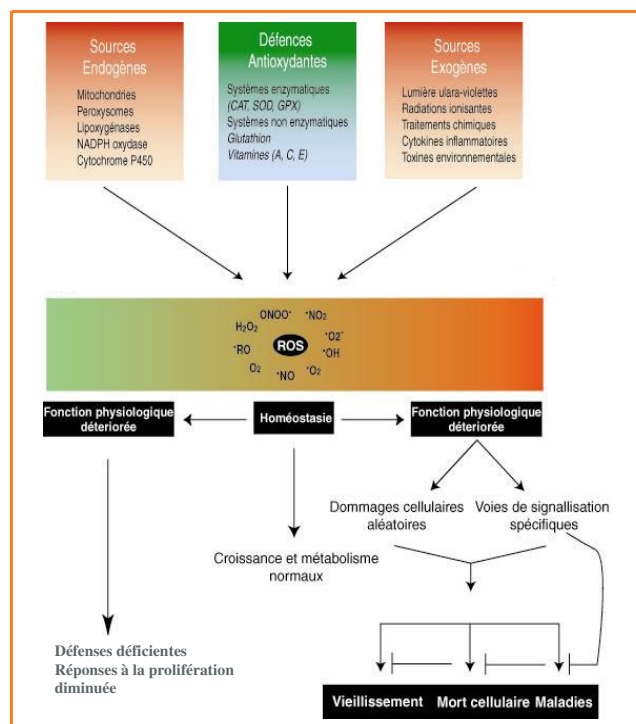 Sources
Endogènes
Mitochondries
Peroxysomes
Lipoxygénases
NADPH oxydase
Cytochrome P450
Défences
Antioxydantes
Systèmes enzymatiques
(CAT, SOD, GPX)
Systèmes non enzymatiques
Glutathion
Vitamines (A, C, E)
Sources
Exogènes
Lumière ulara-violettes
Radiations ionisantes
Traitements chimiques
Cytokines inflammatoires
Toxines environnementales
ONOO⁻
•NO₂
H₂O₂
•O2⁻
•RO
ROS
•OH
O₂
•NO
•O₂
Fonction physiologique
déteriorée
Homéostasie
Fonction physiologique
déteriorée
Dommages cellulaires
aléatoires
Voies de signallisation
spécifiques
Croissance et métabolisme
normaux
Défenses déficientes
Réponses à la prolifération
diminuée
Vieillissement
Mort cellulaire
Maladies